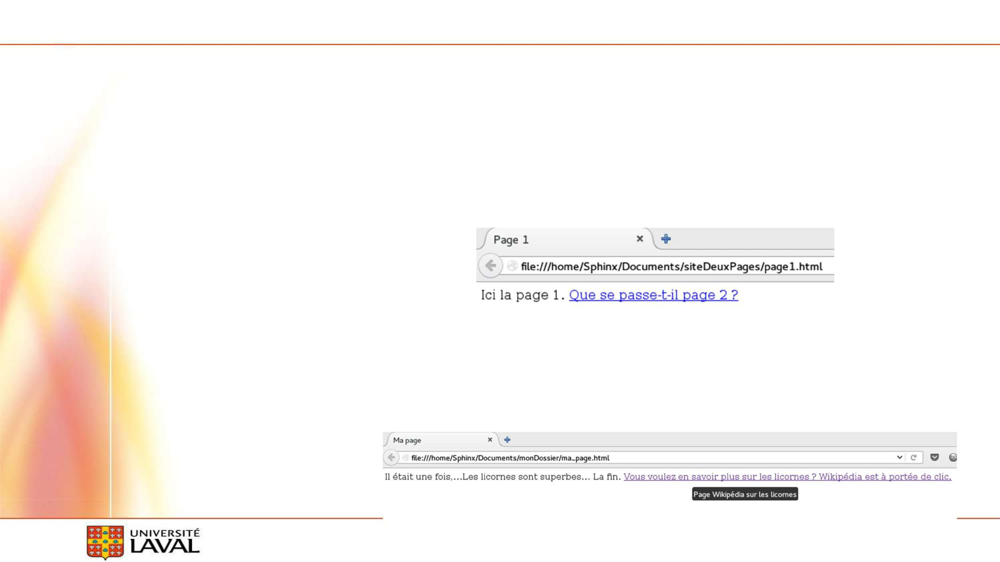 Page 1
file:///home/Sphinx/Documents/siteDeuxPages/page1.html
Ici la page 1. Que se passe-t-il page 2 ?
Ma page
file:///home/Sphinx/Documents/monDossier/ma_page.html
Il était une fois,...Les licornes sont superbes... La fin. Vous voulez en savoir plus sur les licornes ? Wikipédia est à portée de clic.
Page Wikipédia sur les licornes
UNIVERSITÉ
LAVAL